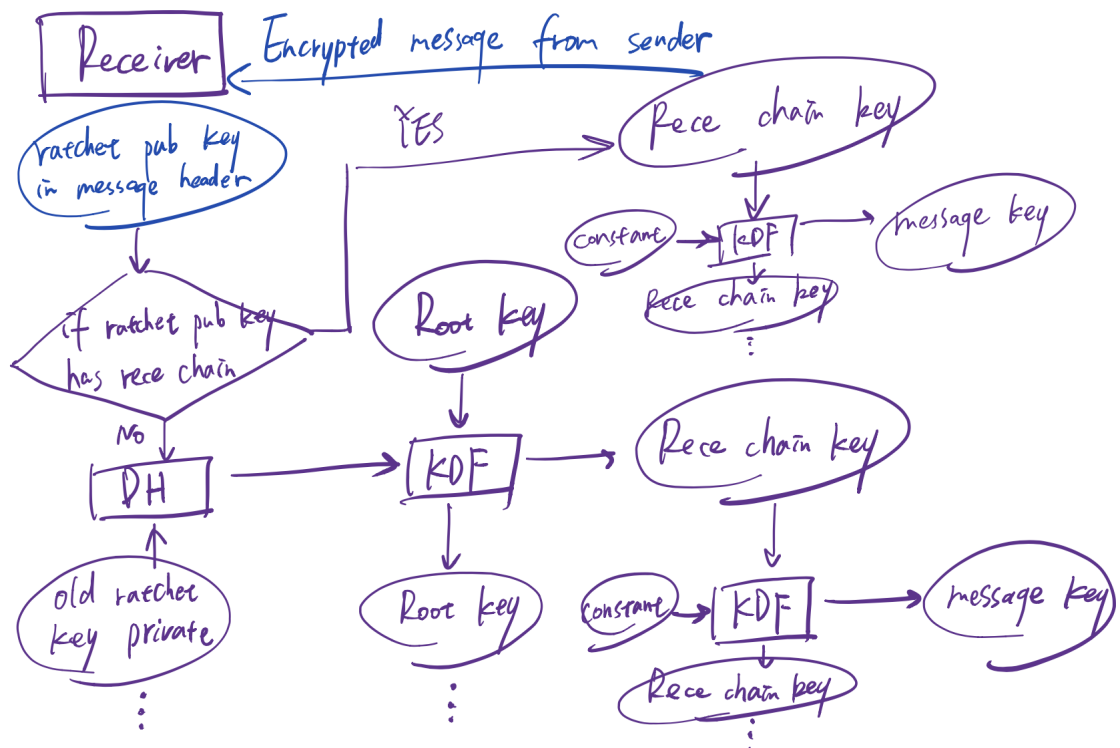 Receiver
Encrypted message from sender
ratchet pub key
in message header
YES
Rece chain key
constant
KDF
message key
Rece chain key
if ratchet pub key
has rece chain
Root key
No
DH
KDF
Rece chain key
old ratchet
key private
Root key
constant
KDF
message key
Rece chain key